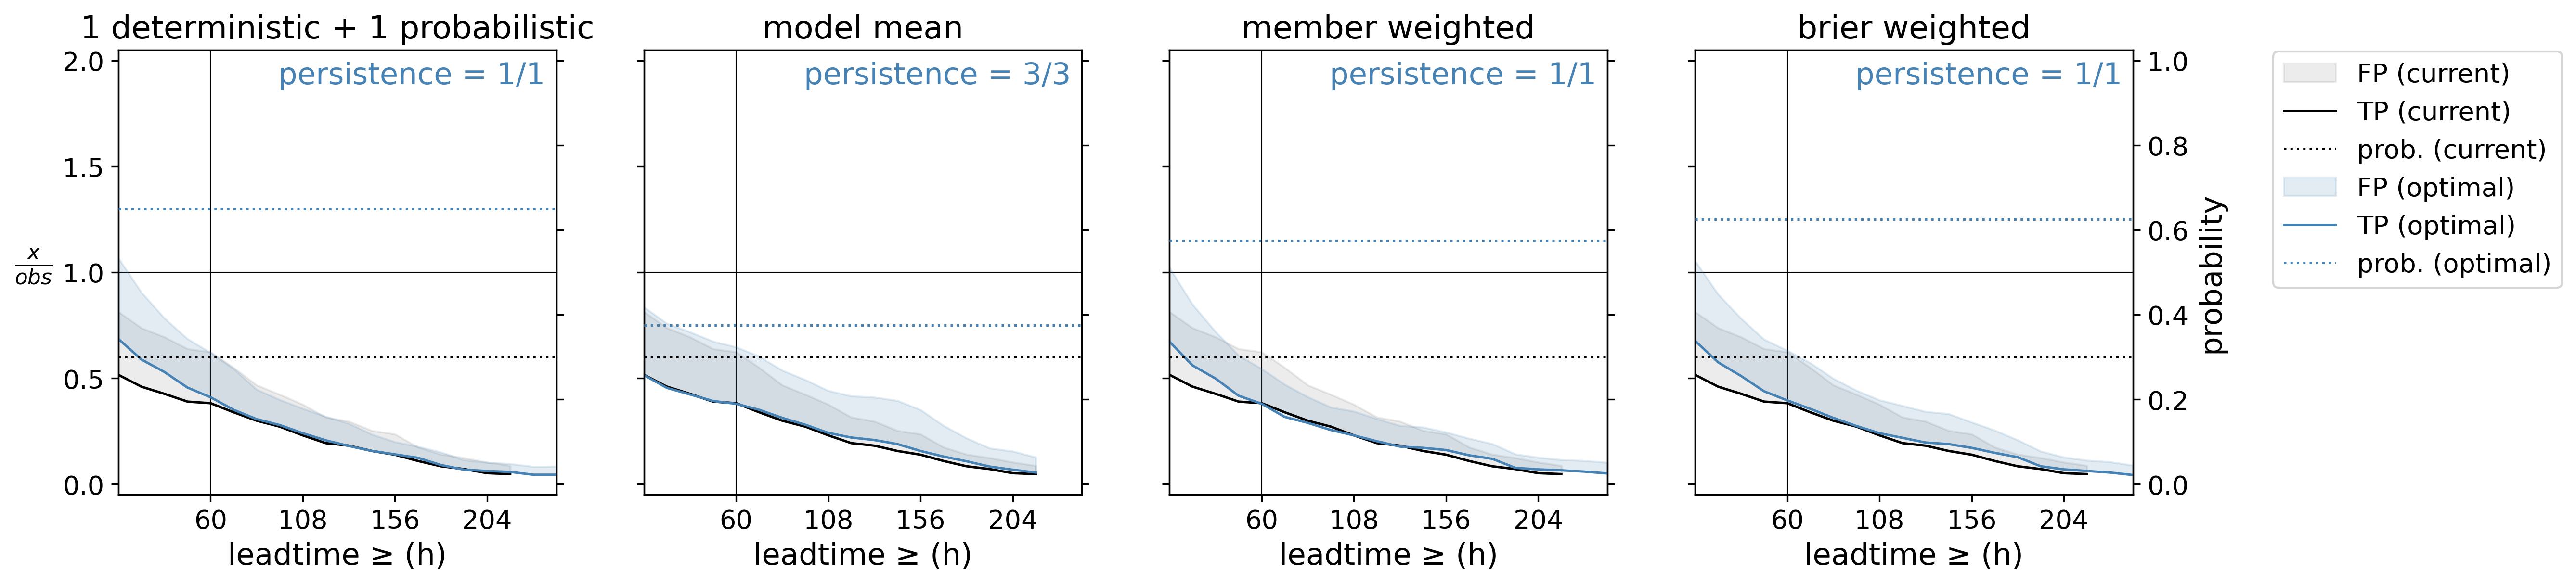 1 deterministic + 1 probabilistic
model mean
member weighted
brier weighted
persistence = 1/1
persistence = 3/3
persistence = 1/1
persistence = 1/1
2.0
1.5
1.0
0.5
0.0
x
obs
1.0
0.8
0.6
0.4
0.2
0.0
probability
60 108 156 204
60 108 156 204
60 108 156 204
60 108 156 204
leadtime ≥ (h)
leadtime ≥ (h)
leadtime ≥ (h)
leadtime ≥ (h)
FP (current)
TP (current)
prob. (current)
FP (optimal)
TP (optimal)
prob. (optimal)